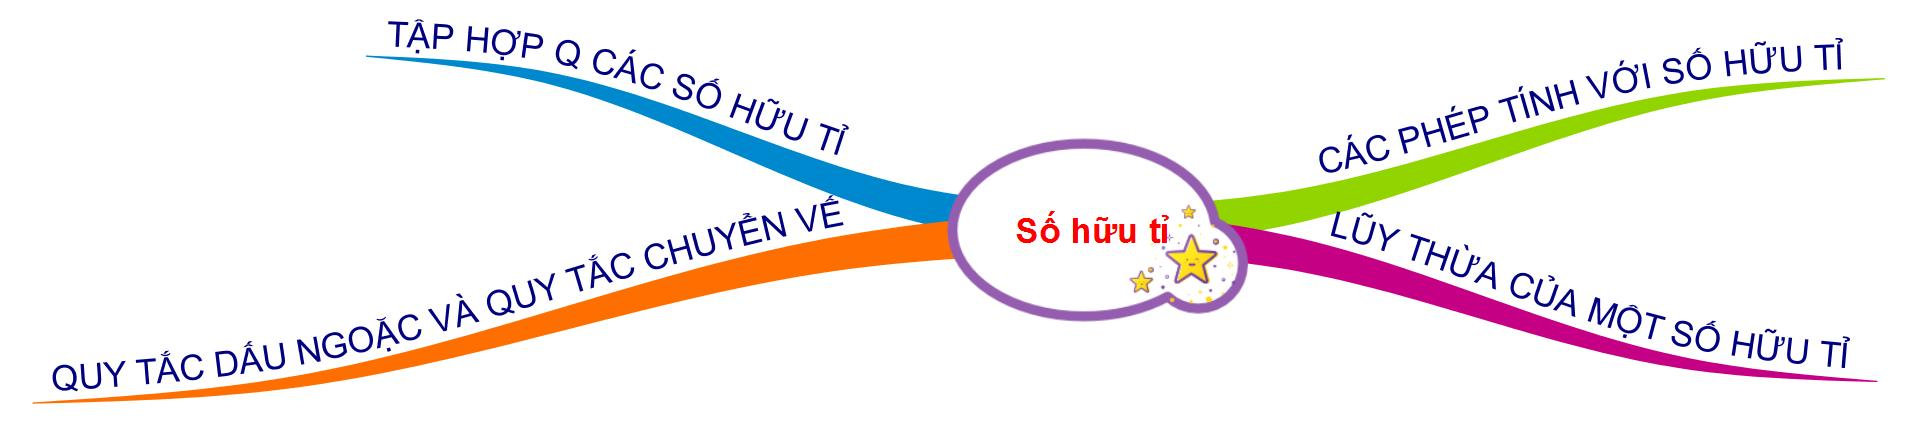 TẬP HỢP Q CÁC SỐ HỮU TỈ
CÁC PHÉP TÍNH VỚI SỐ HỮU TỈ
Số hữu tỉ
QUY TẮC DẤU NGOẶC VÀ QUY TẮC CHUYỂN VẾ
LŨY THỪA CỦA MỘT SỐ HỮU TỈ